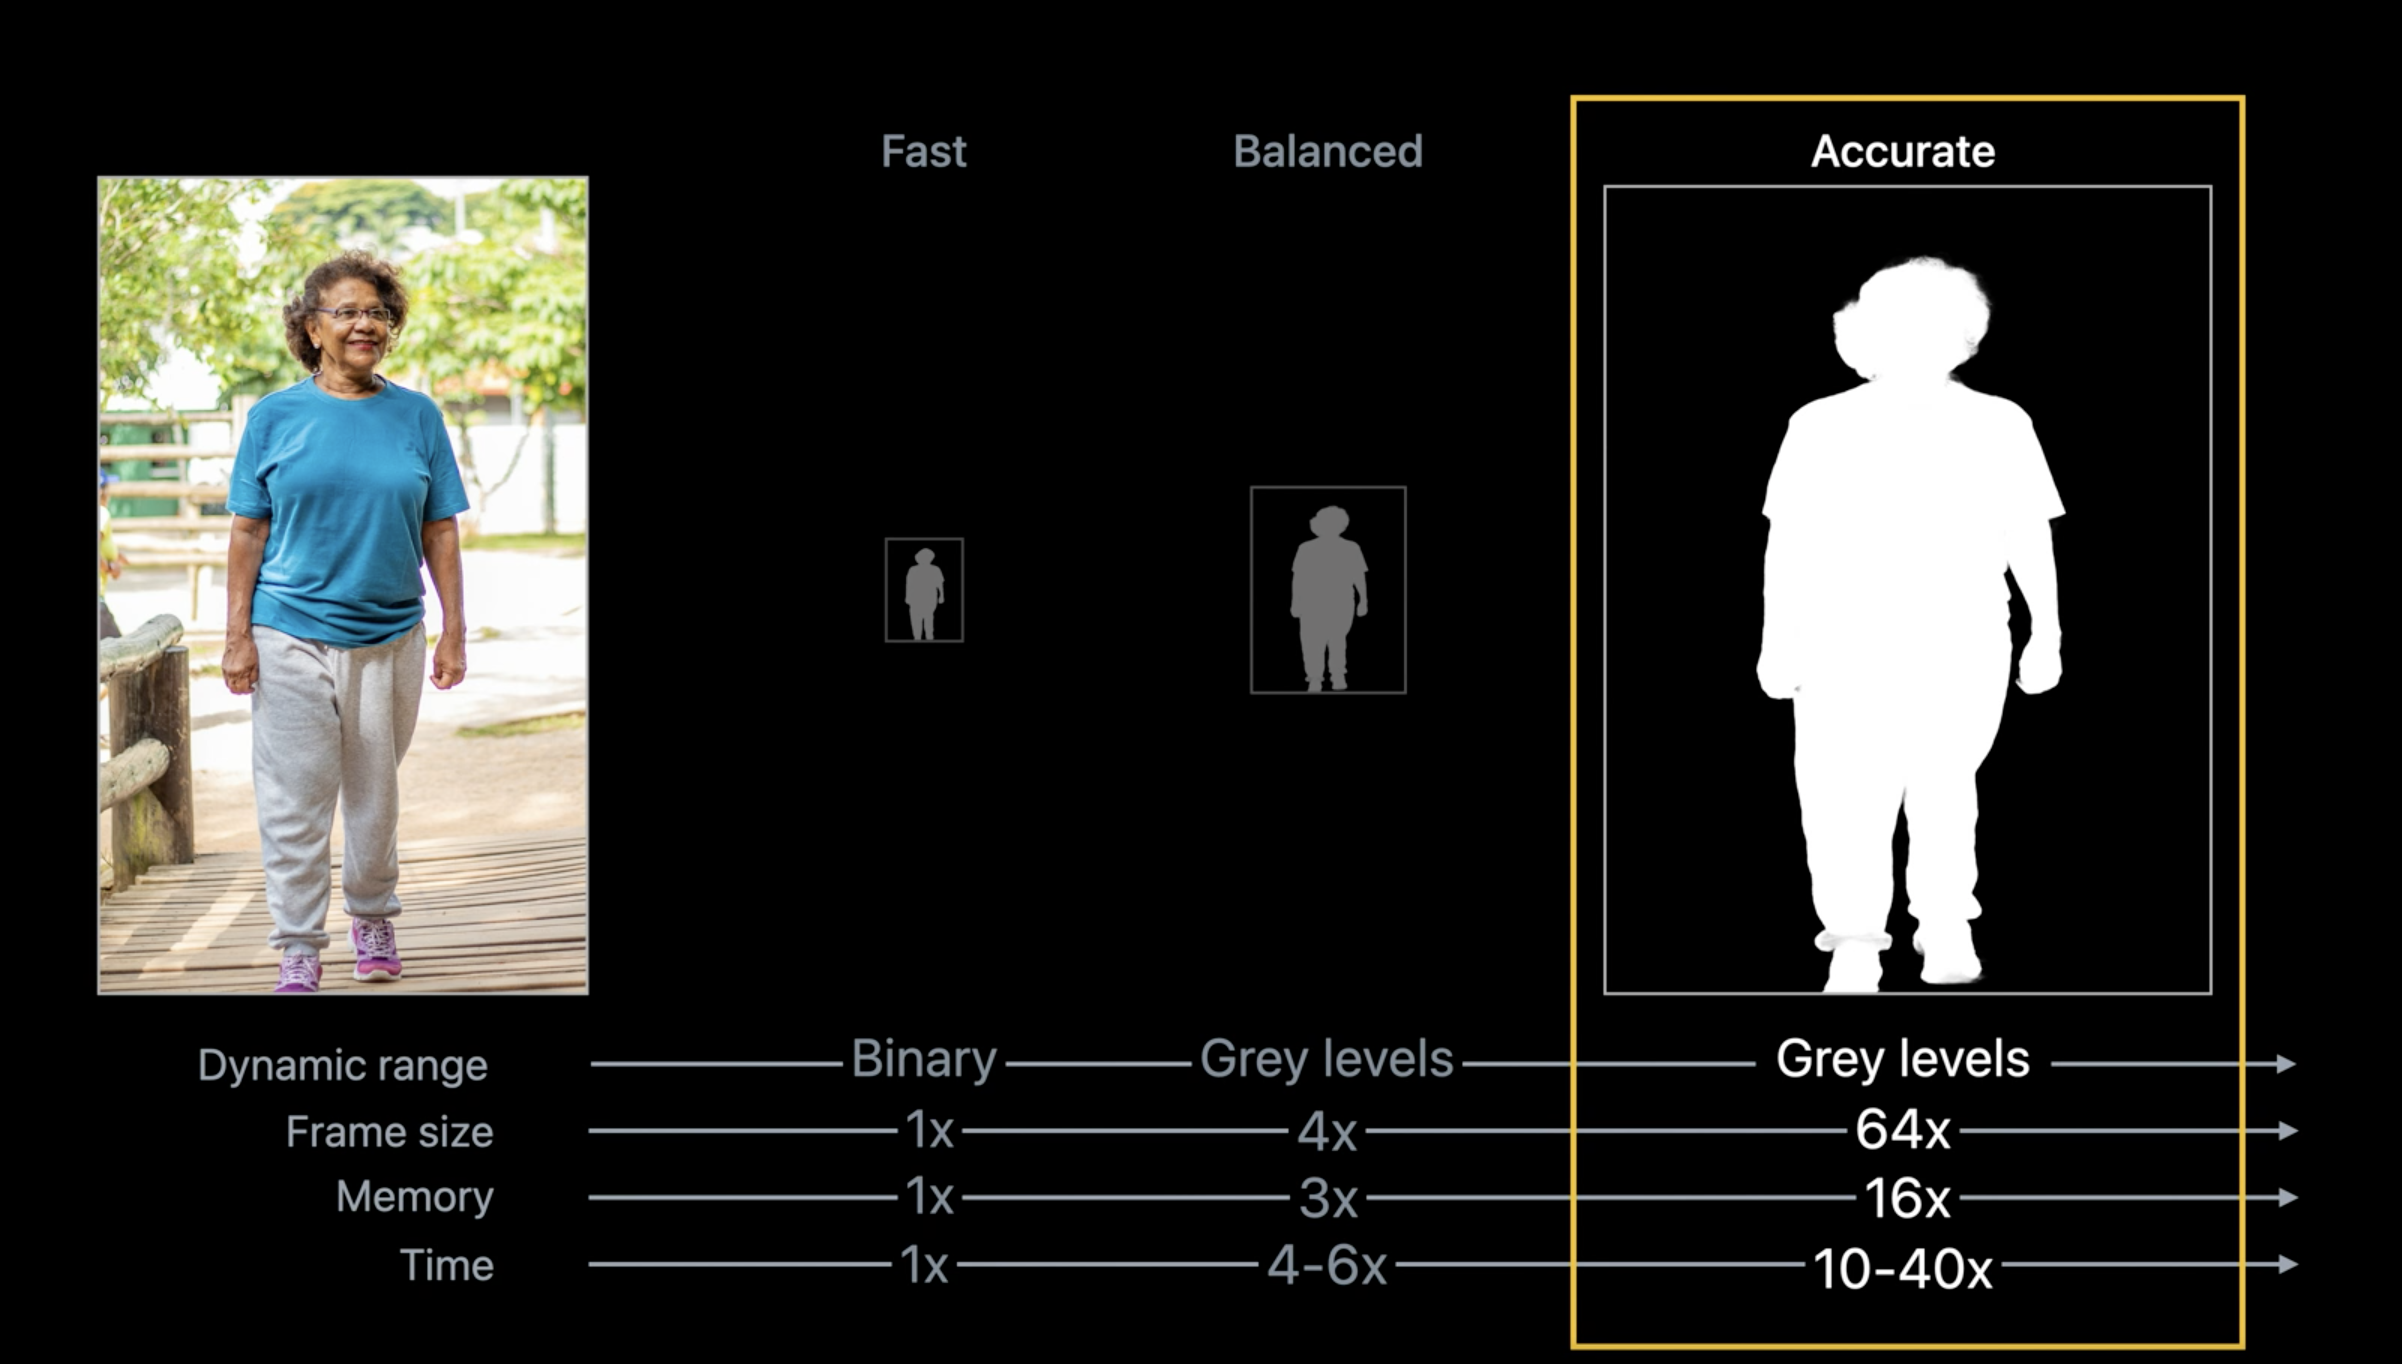 Fast Balanced Accurate
Dynamic range Binary Grey levels Grey levels
Frame size 1x 4x 64x
Memory 1x 3x 16x
Time 1x 4-6x 10-40x